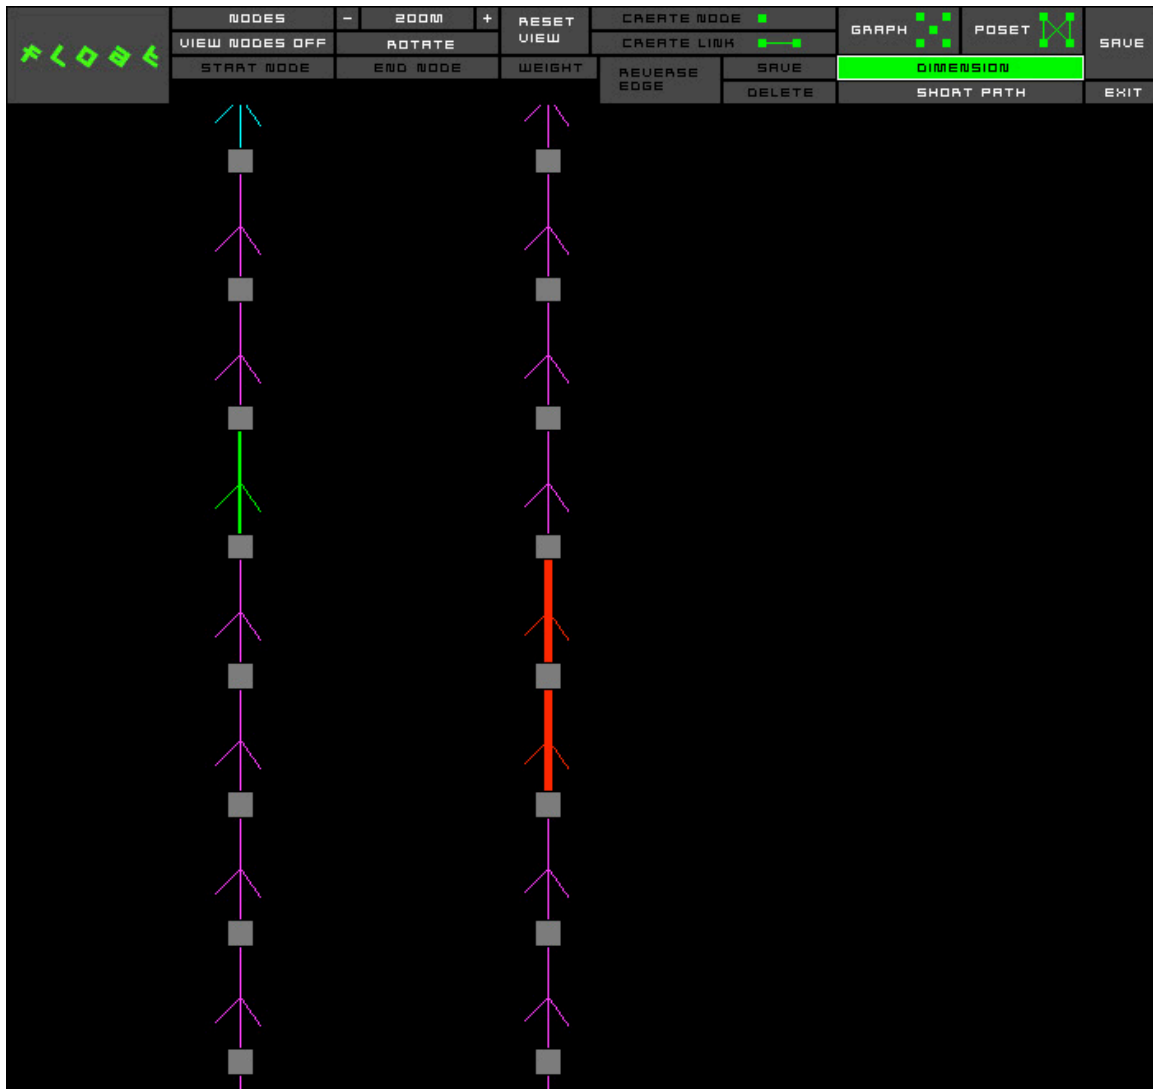 NODES
- ZOOM +
RESET VIEW
CREATE NODE
GRAPH
POSET
SAVE
VIEW NODES OFF
ROTATE
CREATE LINK
START NODE
END NODE
WEIGHT
REVERSE EDGE
SAVE
DIMENSION
DELETE
SHORT PATH
EXIT